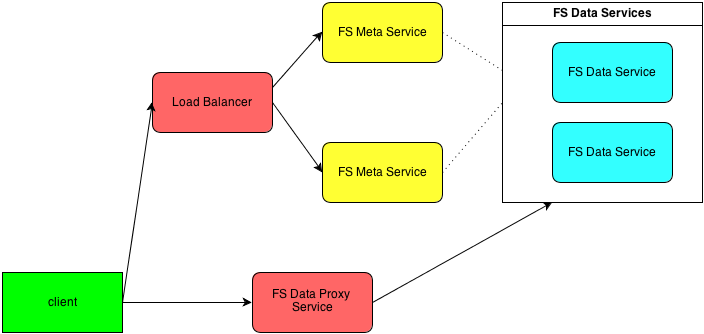 FS Data Services
FS Meta Service
FS Data Service
Load Balancer
FS Data Service
FS Meta Service
client
FS Data Proxy
Service